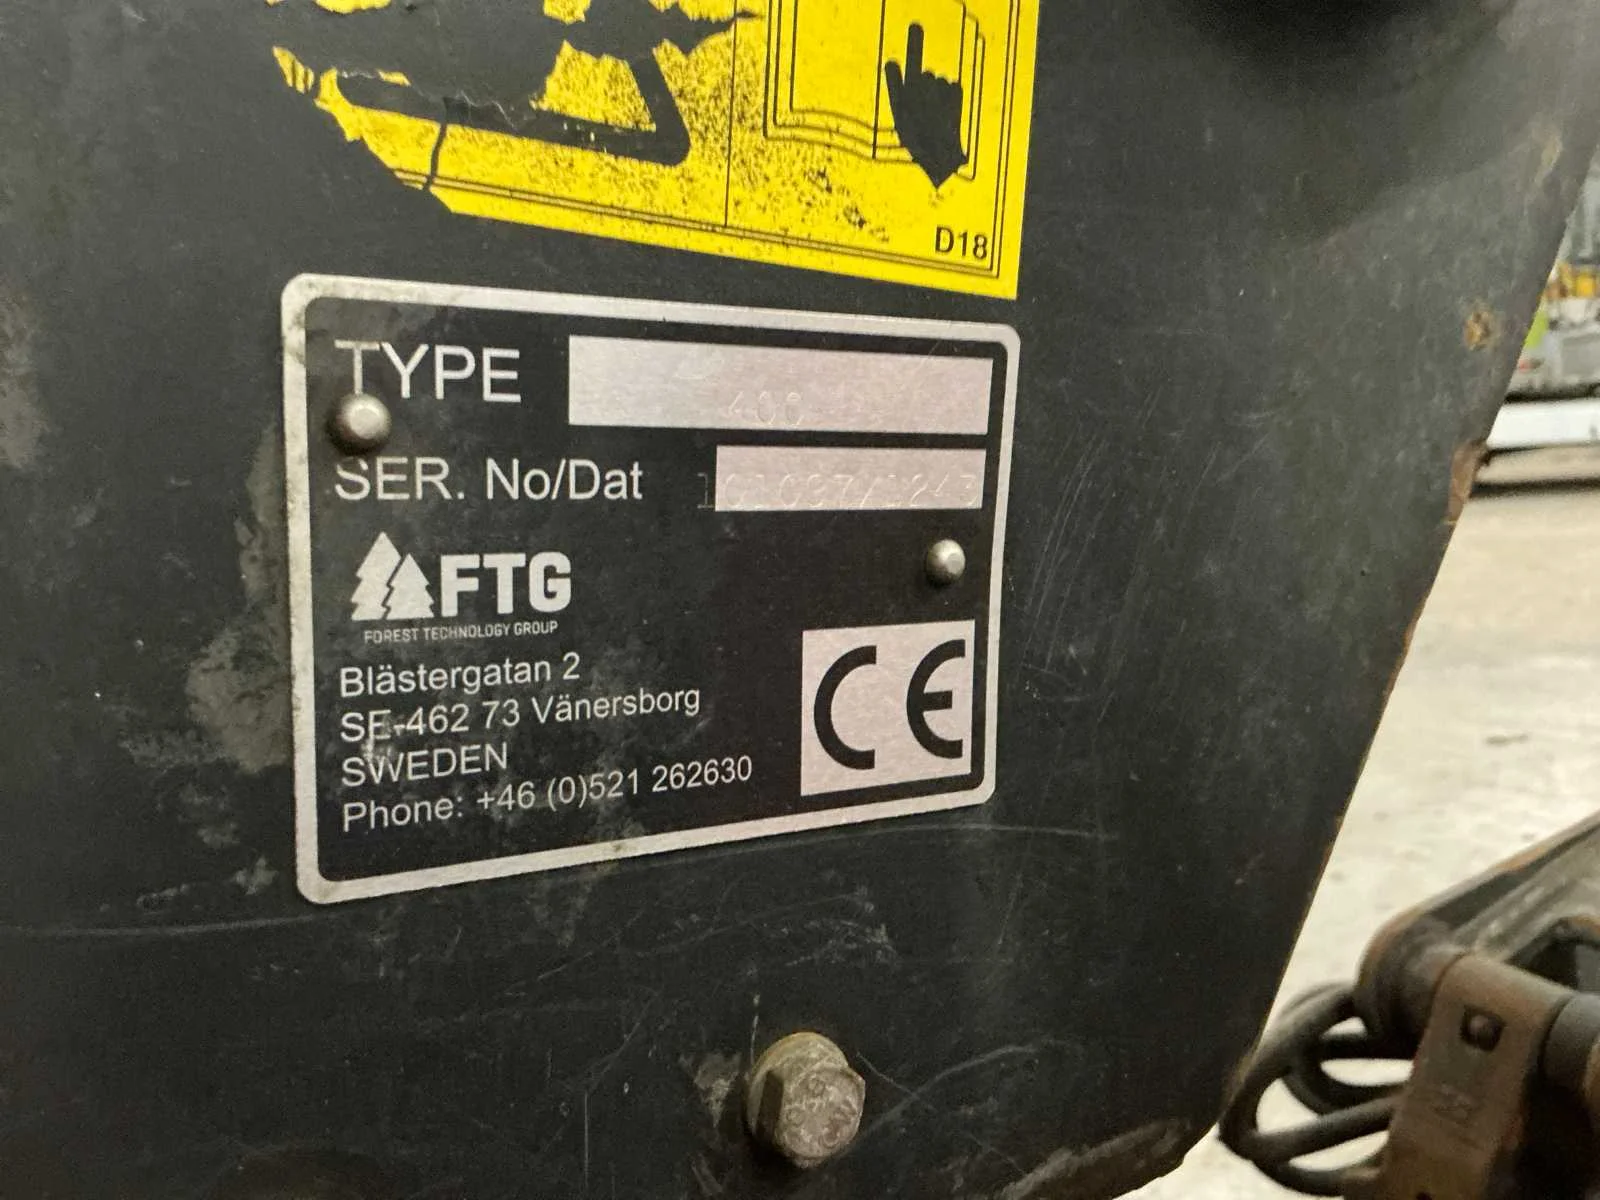 D18
TYPE 400
SER. No/Dat
FTG
FOREST TECHNOLOGY GROUP
Blästergatan 2
SE-462 73 Vänersborg
SWEDEN
Phone: +46 (0)521 262630
CE